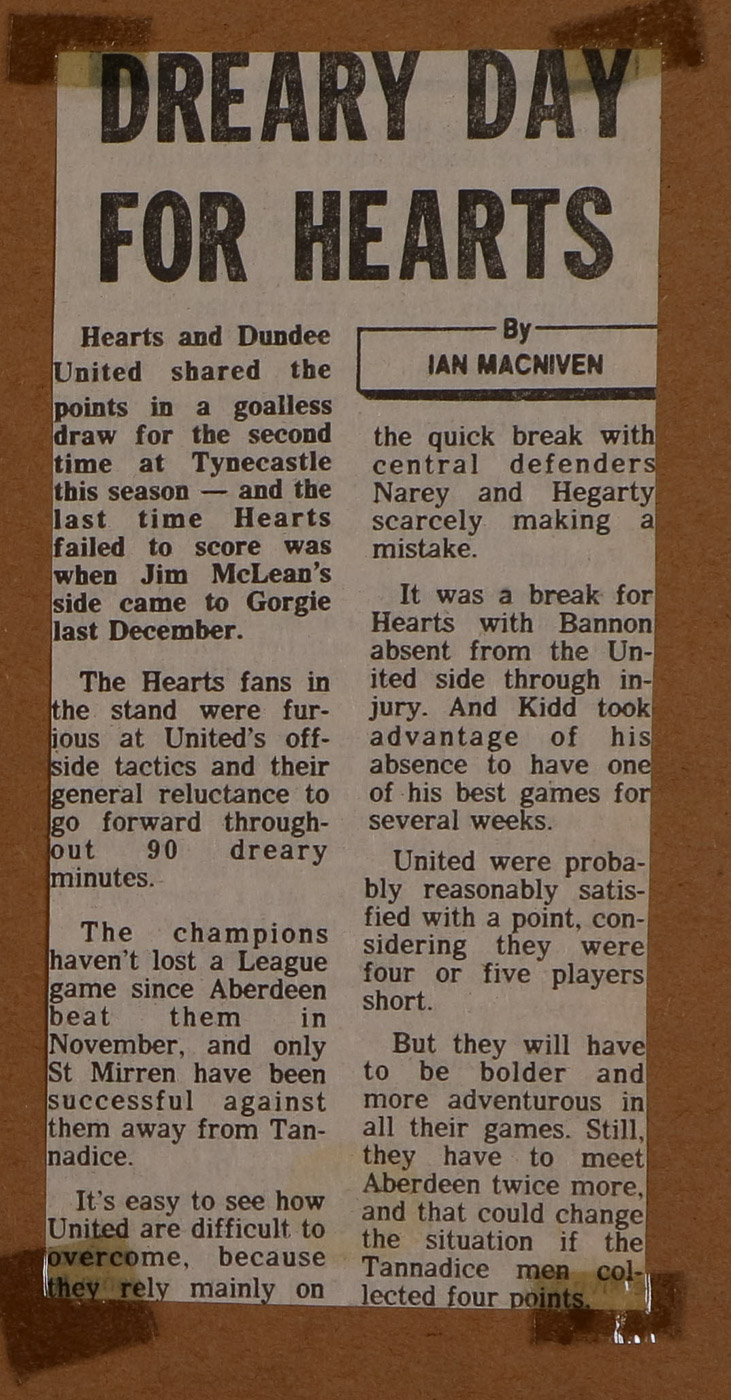 DREARY DAY
FOR HEARTS
Hearts and Dundee
United shared the
points in a goalless
draw for the second
time at Tynecastle
this season — and the
last time Hearts
failed to score was
when Jim McLean's
side came to Gorgie
last December.
The Hearts fans in
the stand were fur-
ious at United's off-
side tactics and their
general reluctance to
go forward through-
out 90 dreary
minutes.
The champions
haven't lost a League
game since Aberdeen
beat them in
November, and only
St Mirren have been
successful against
them away from Tan-
nadice.
It's easy to see how
United are difficult to
overcome, because
they rely mainly on
By
IAN MACNIVEN
the quick break with
central defenders
Narey and Hegarty
scarcely making a
mistake.
It was a break for
Hearts with Bannon
absent from the Un-
ited side through in-
jury. And Kidd took
advantage of his
absence to have one
of his best games for
several weeks.
United were proba-
bly reasonably satis-
fied with a point, con-
sidering they were
four or five players
short.
But they will have
to be bolder and
more adventurous in
all their games. Still,
they have to meet
Aberdeen twice more,
and that could change
the situation if the
Tannadice men col-
lected four points.